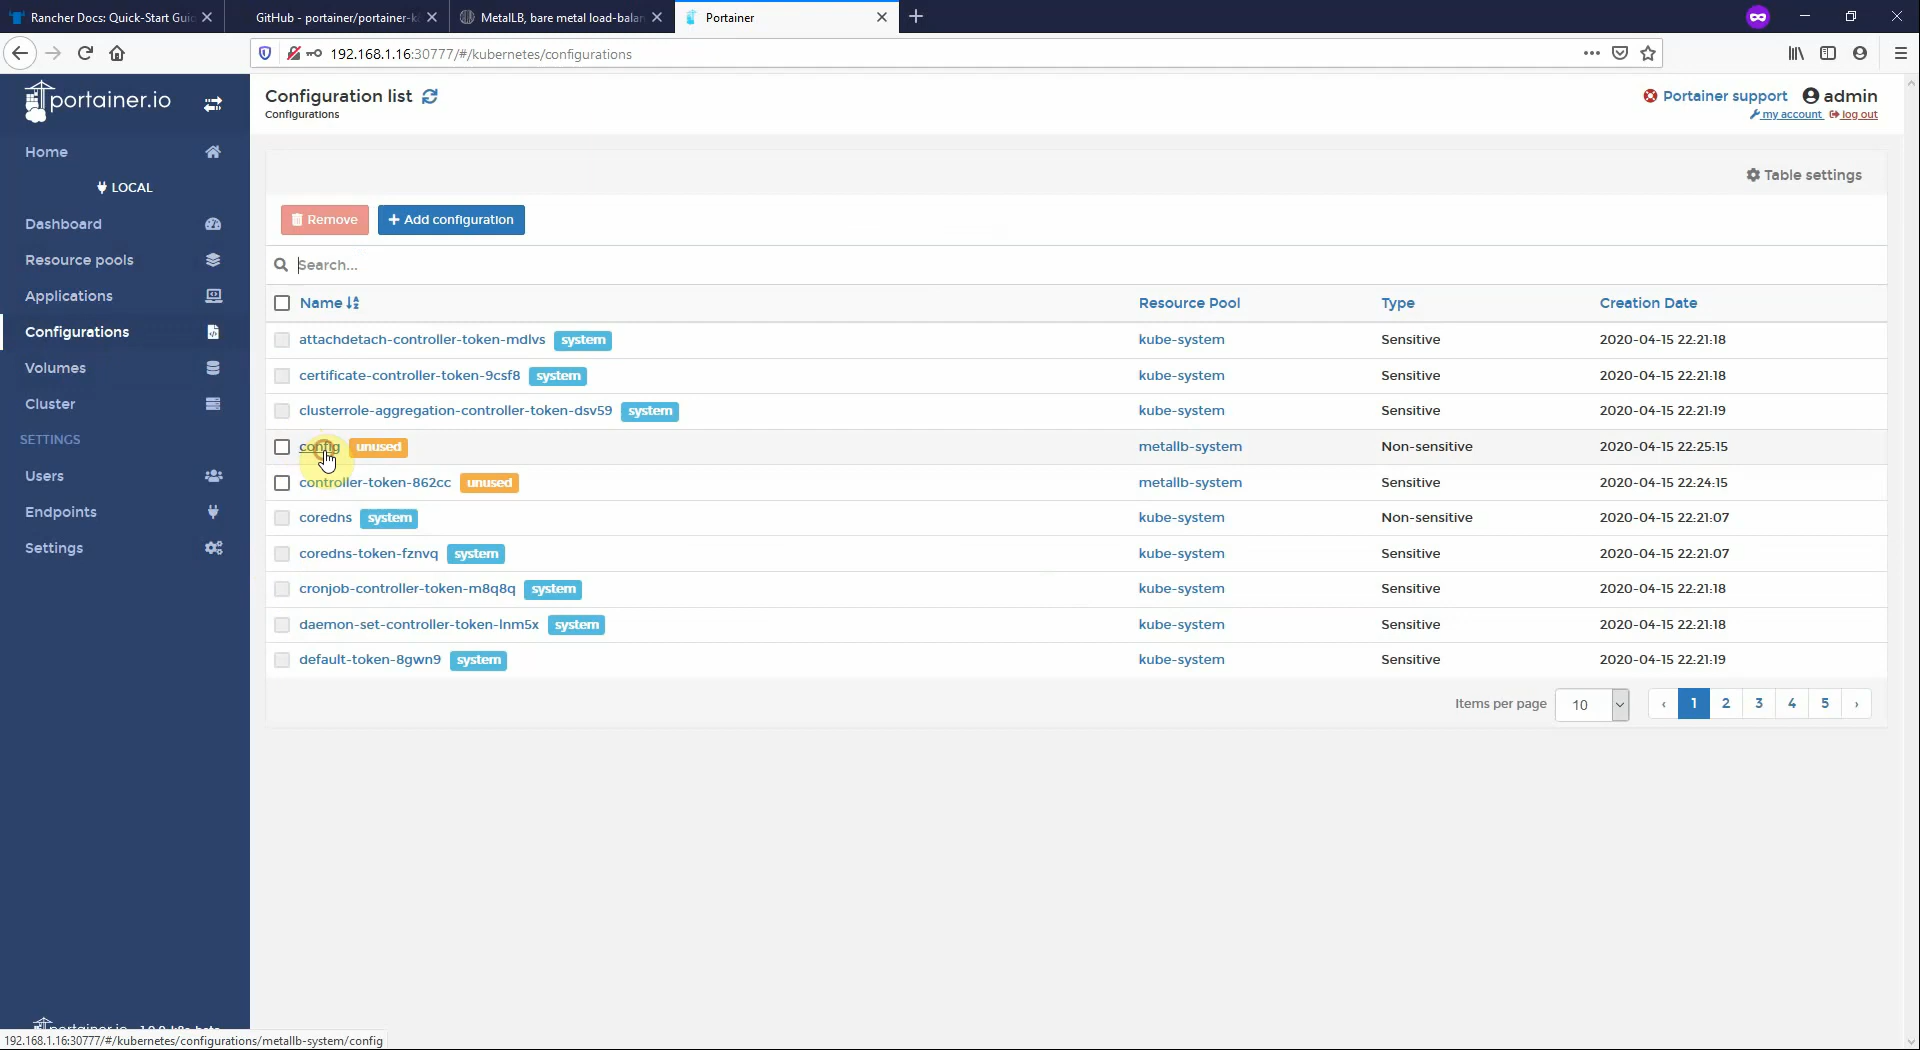 Rancher Docs: Quick-Start Gui
GitHub - portainer/portainer-k
MetalLB, bare metal load-balan
Portainer
192.168.1.16:30777/#/kubernetes/configurations
portainer.io
Configuration list
Configurations
Portainer support
admin
my account
log out
Home
LOCAL
Dashboard
Resource pools
Applications
Configurations
Volumes
Cluster
SETTINGS
Users
Endpoints
Settings
Table settings
Remove
+ Add configuration
Search...
Name
Resource Pool
Type
Creation Date
attachdetach-controller-token-mdlvs system kube-system Sensitive 2020-04-15 22:21:18
certificate-controller-token-9csf8 system kube-system Sensitive 2020-04-15 22:21:18
clusterrole-aggregation-controller-token-dsv59 system kube-system Sensitive 2020-04-15 22:21:19
config unused metallb-system Non-sensitive 2020-04-15 22:25:15
controller-token-862cc unused metallb-system Sensitive 2020-04-15 22:24:15
coredns system kube-system Non-sensitive 2020-04-15 22:21:07
coredns-token-fznvq system kube-system Sensitive 2020-04-15 22:21:07
cronjob-controller-token-m8q8q system kube-system Sensitive 2020-04-15 22:21:18
daemon-set-controller-token-lnm5x system kube-system Sensitive 2020-04-15 22:21:18
default-token-8gwn9 system kube-system Sensitive 2020-04-15 22:21:19
Items per page 10 ‹ 1 2 3 4 5 ›
192.168.1.16:30777/#/kubernetes/configurations/metallb-system/config